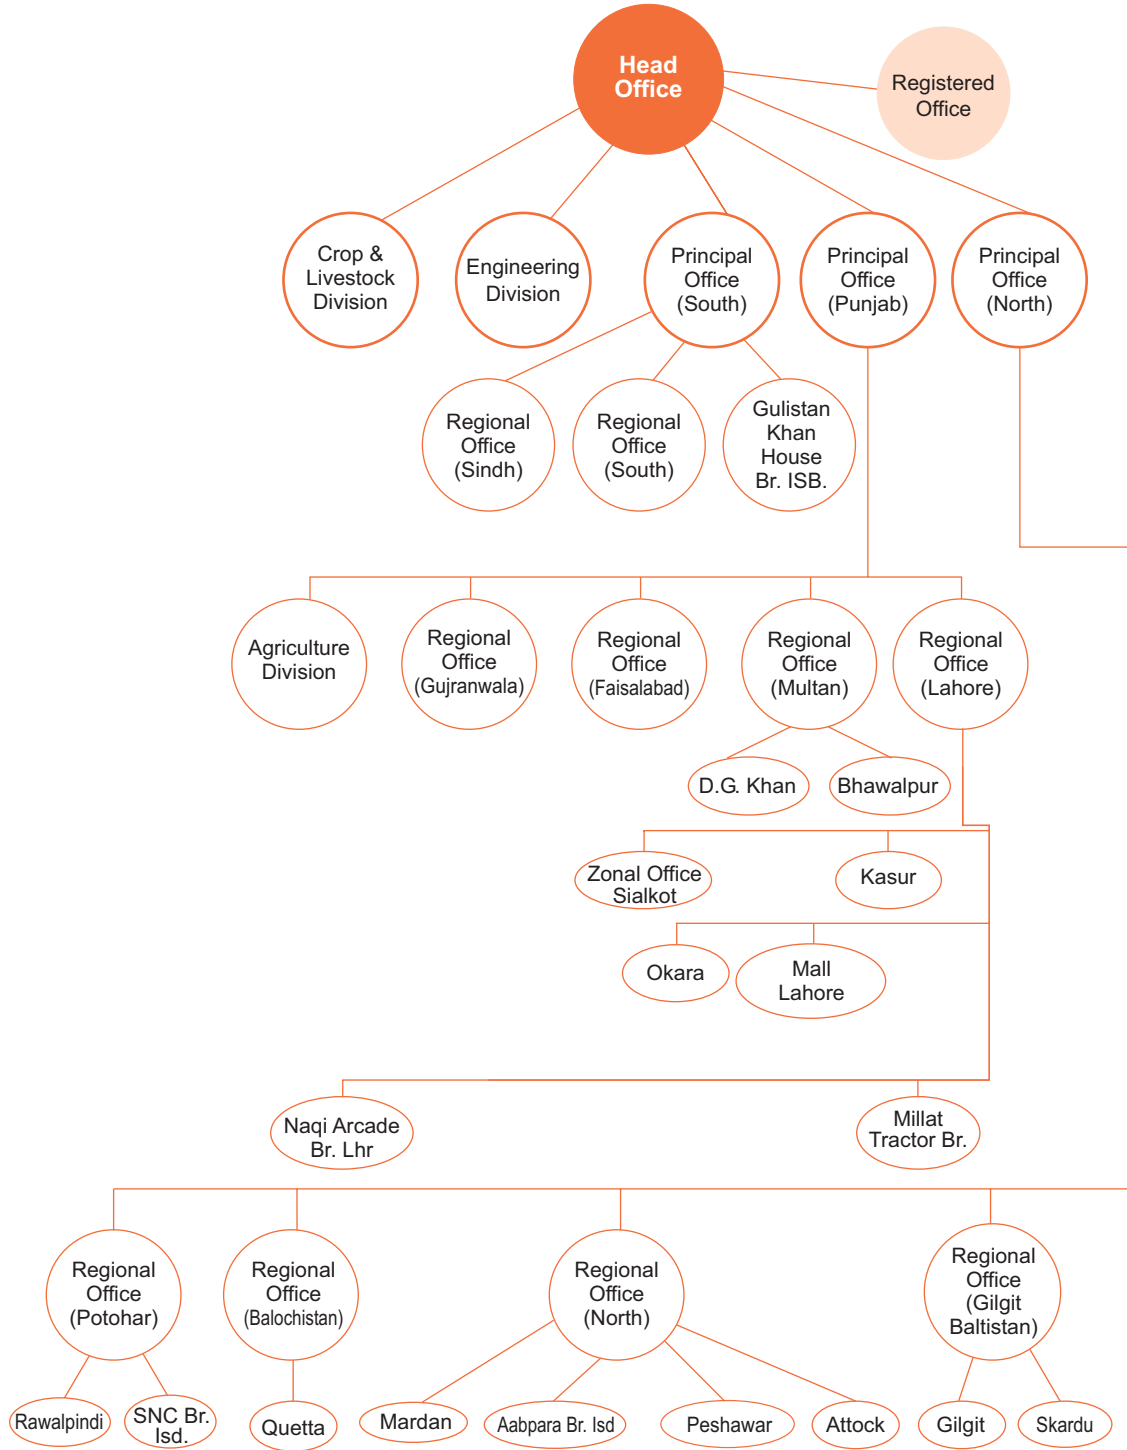 Head
Office
Registered
Office
Crop &
Livestock
Division
Engineering
Division
Principal
Office
(South)
Principal
Office
(Punjab)
Principal
Office
(North)
Regional
Office
(Sindh)
Regional
Office
(South)
Gulistan
Khan
House
Br. ISB.
Agriculture
Division
Regional
Office
(Gujranwala)
Regional
Office
(Faisalabad)
Regional
Office
(Multan)
Regional
Office
(Lahore)
D.G. Khan
Bhawalpur
Zonal Office
Sialkot
Kasur
Okara
Mall
Lahore
Naqi Arcade
Br. Lhr
Millat
Tractor Br.
Regional
Office
(Potohar)
Regional
Office
(Balochistan)
Regional
Office
(North)
Regional
Office
(Gilgit
Baltistan)
Rawalpindi
SNC Br.
Isd.
Quetta
Mardan
Aabpara Br. Isd
Peshawar
Attock
Gilgit
Skardu